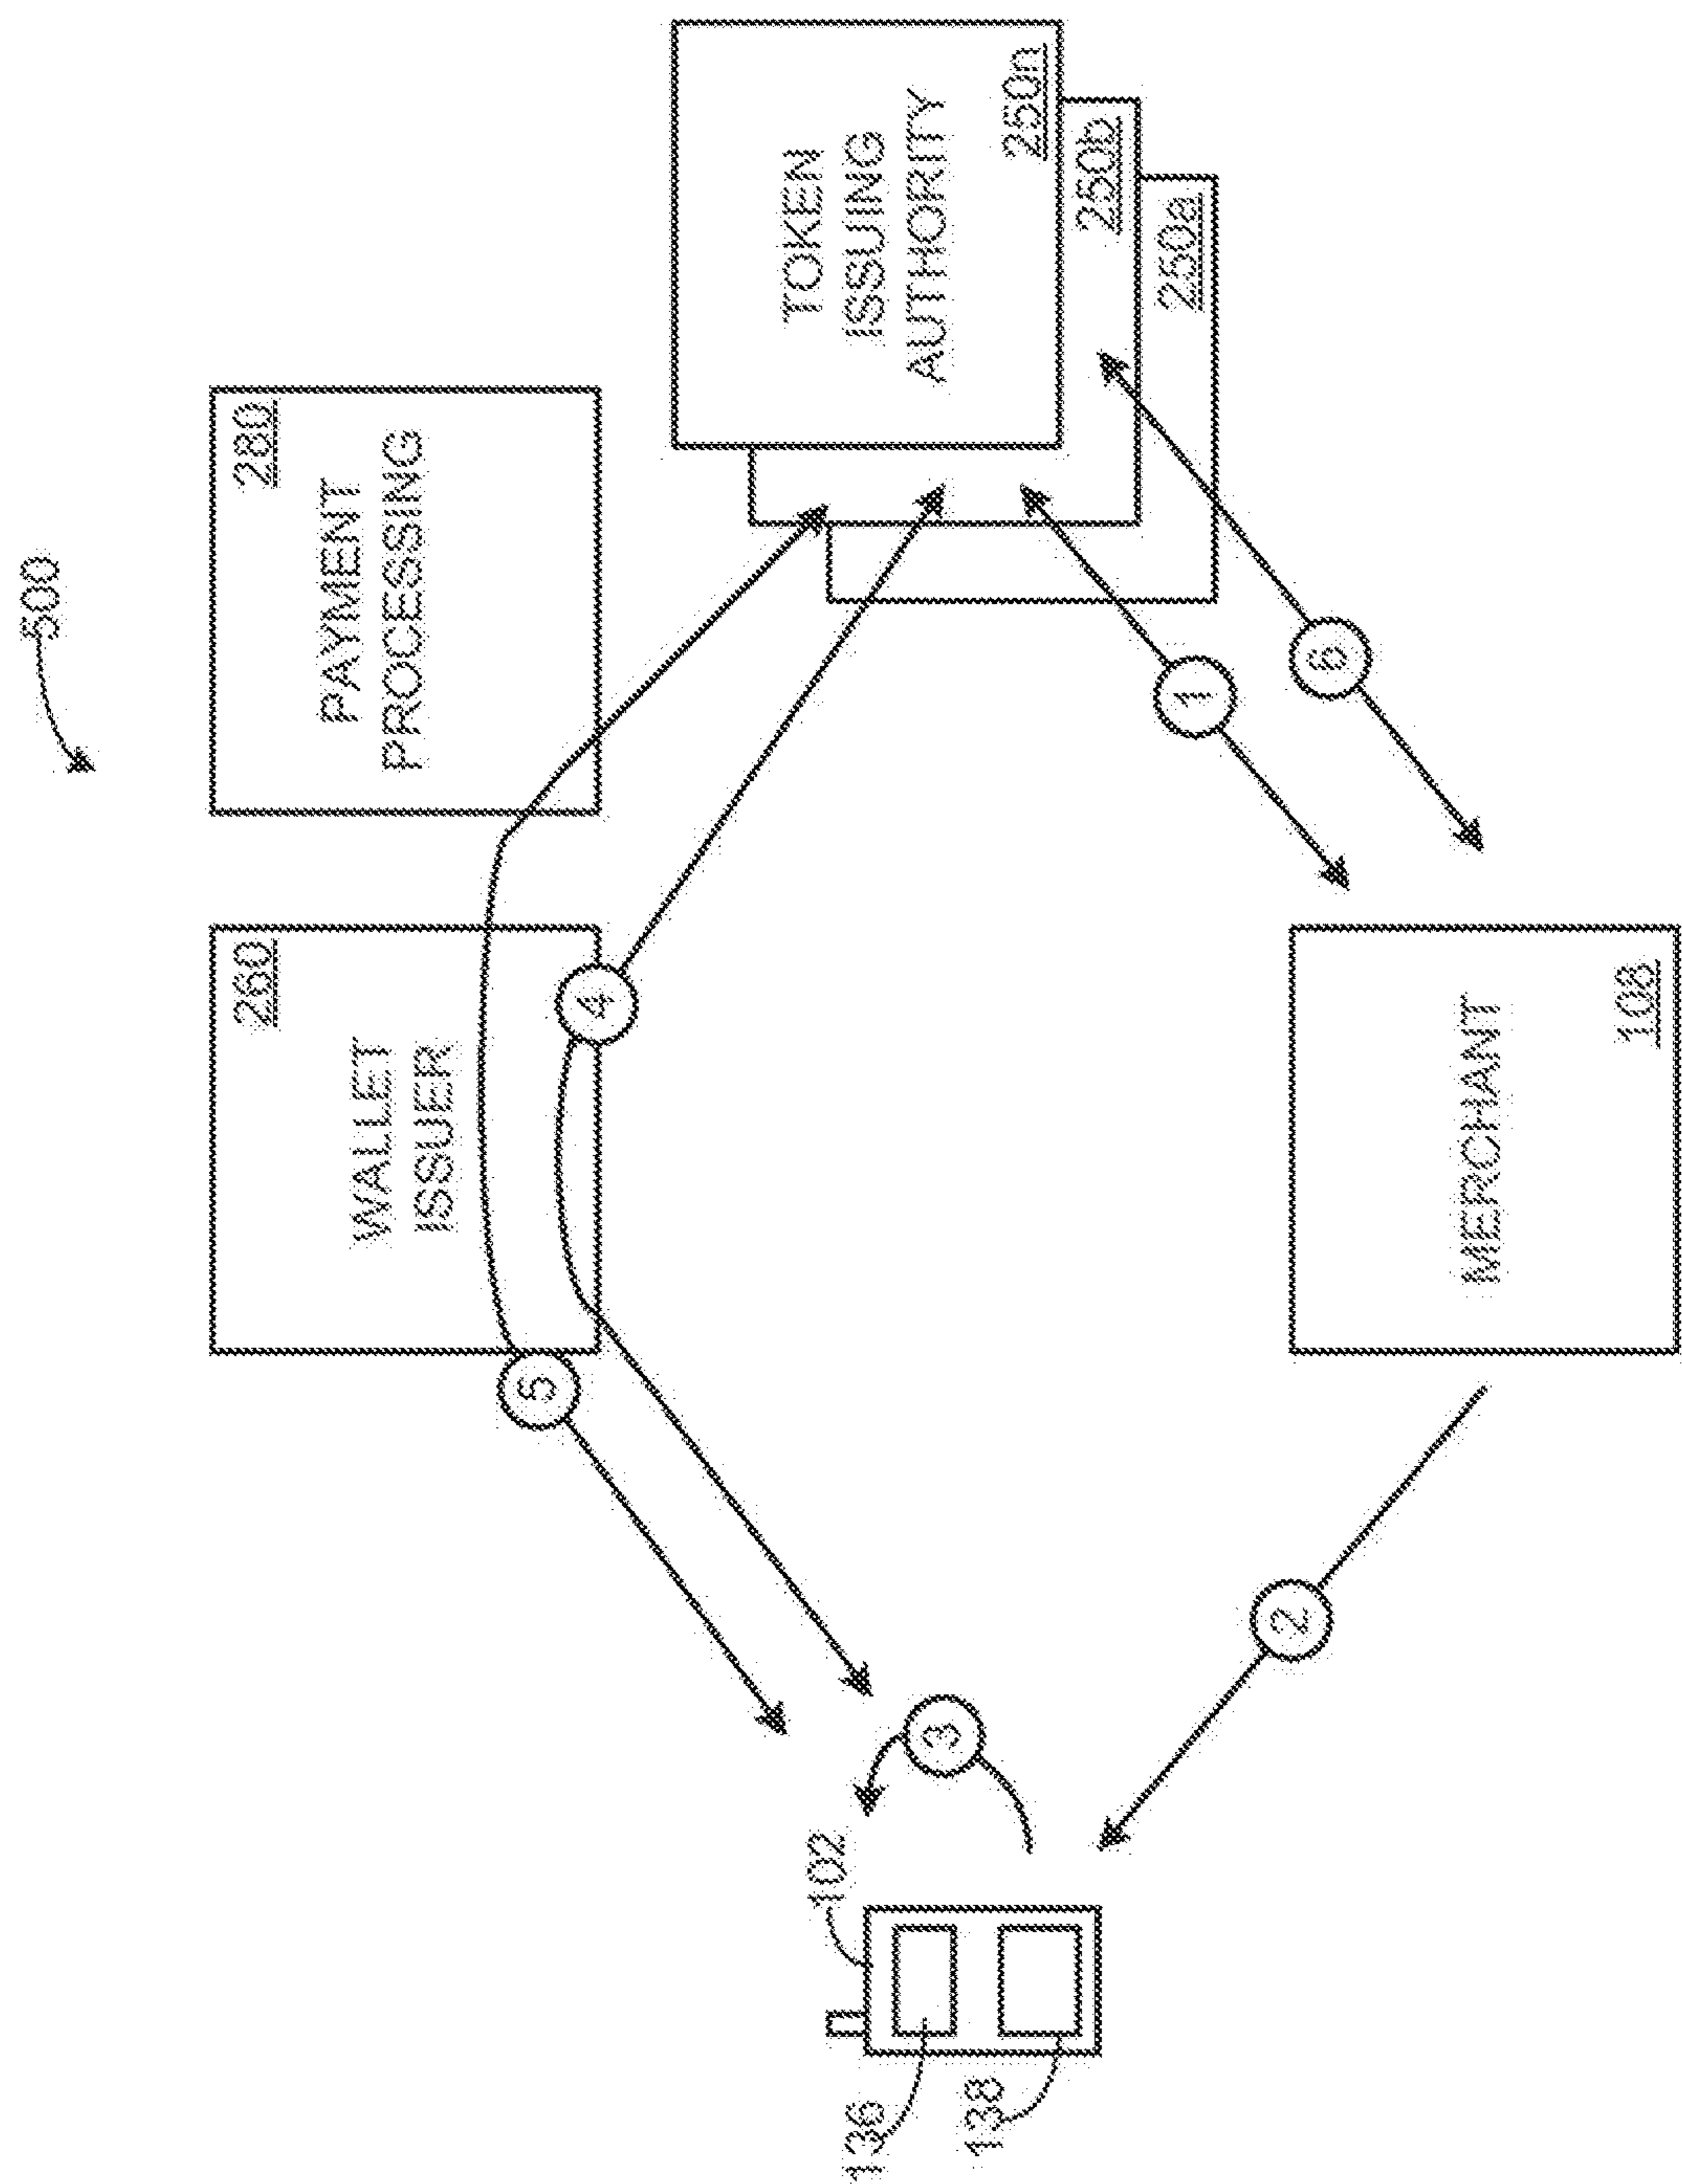 500
WALLET
ISSUER
260
PAYMENT
PROCESSING
280
5
4
102
136
138
3
TOKEN
ISSUING
AUTHORITY
250n
250b
250a
2
1
6
MERCHANT
108